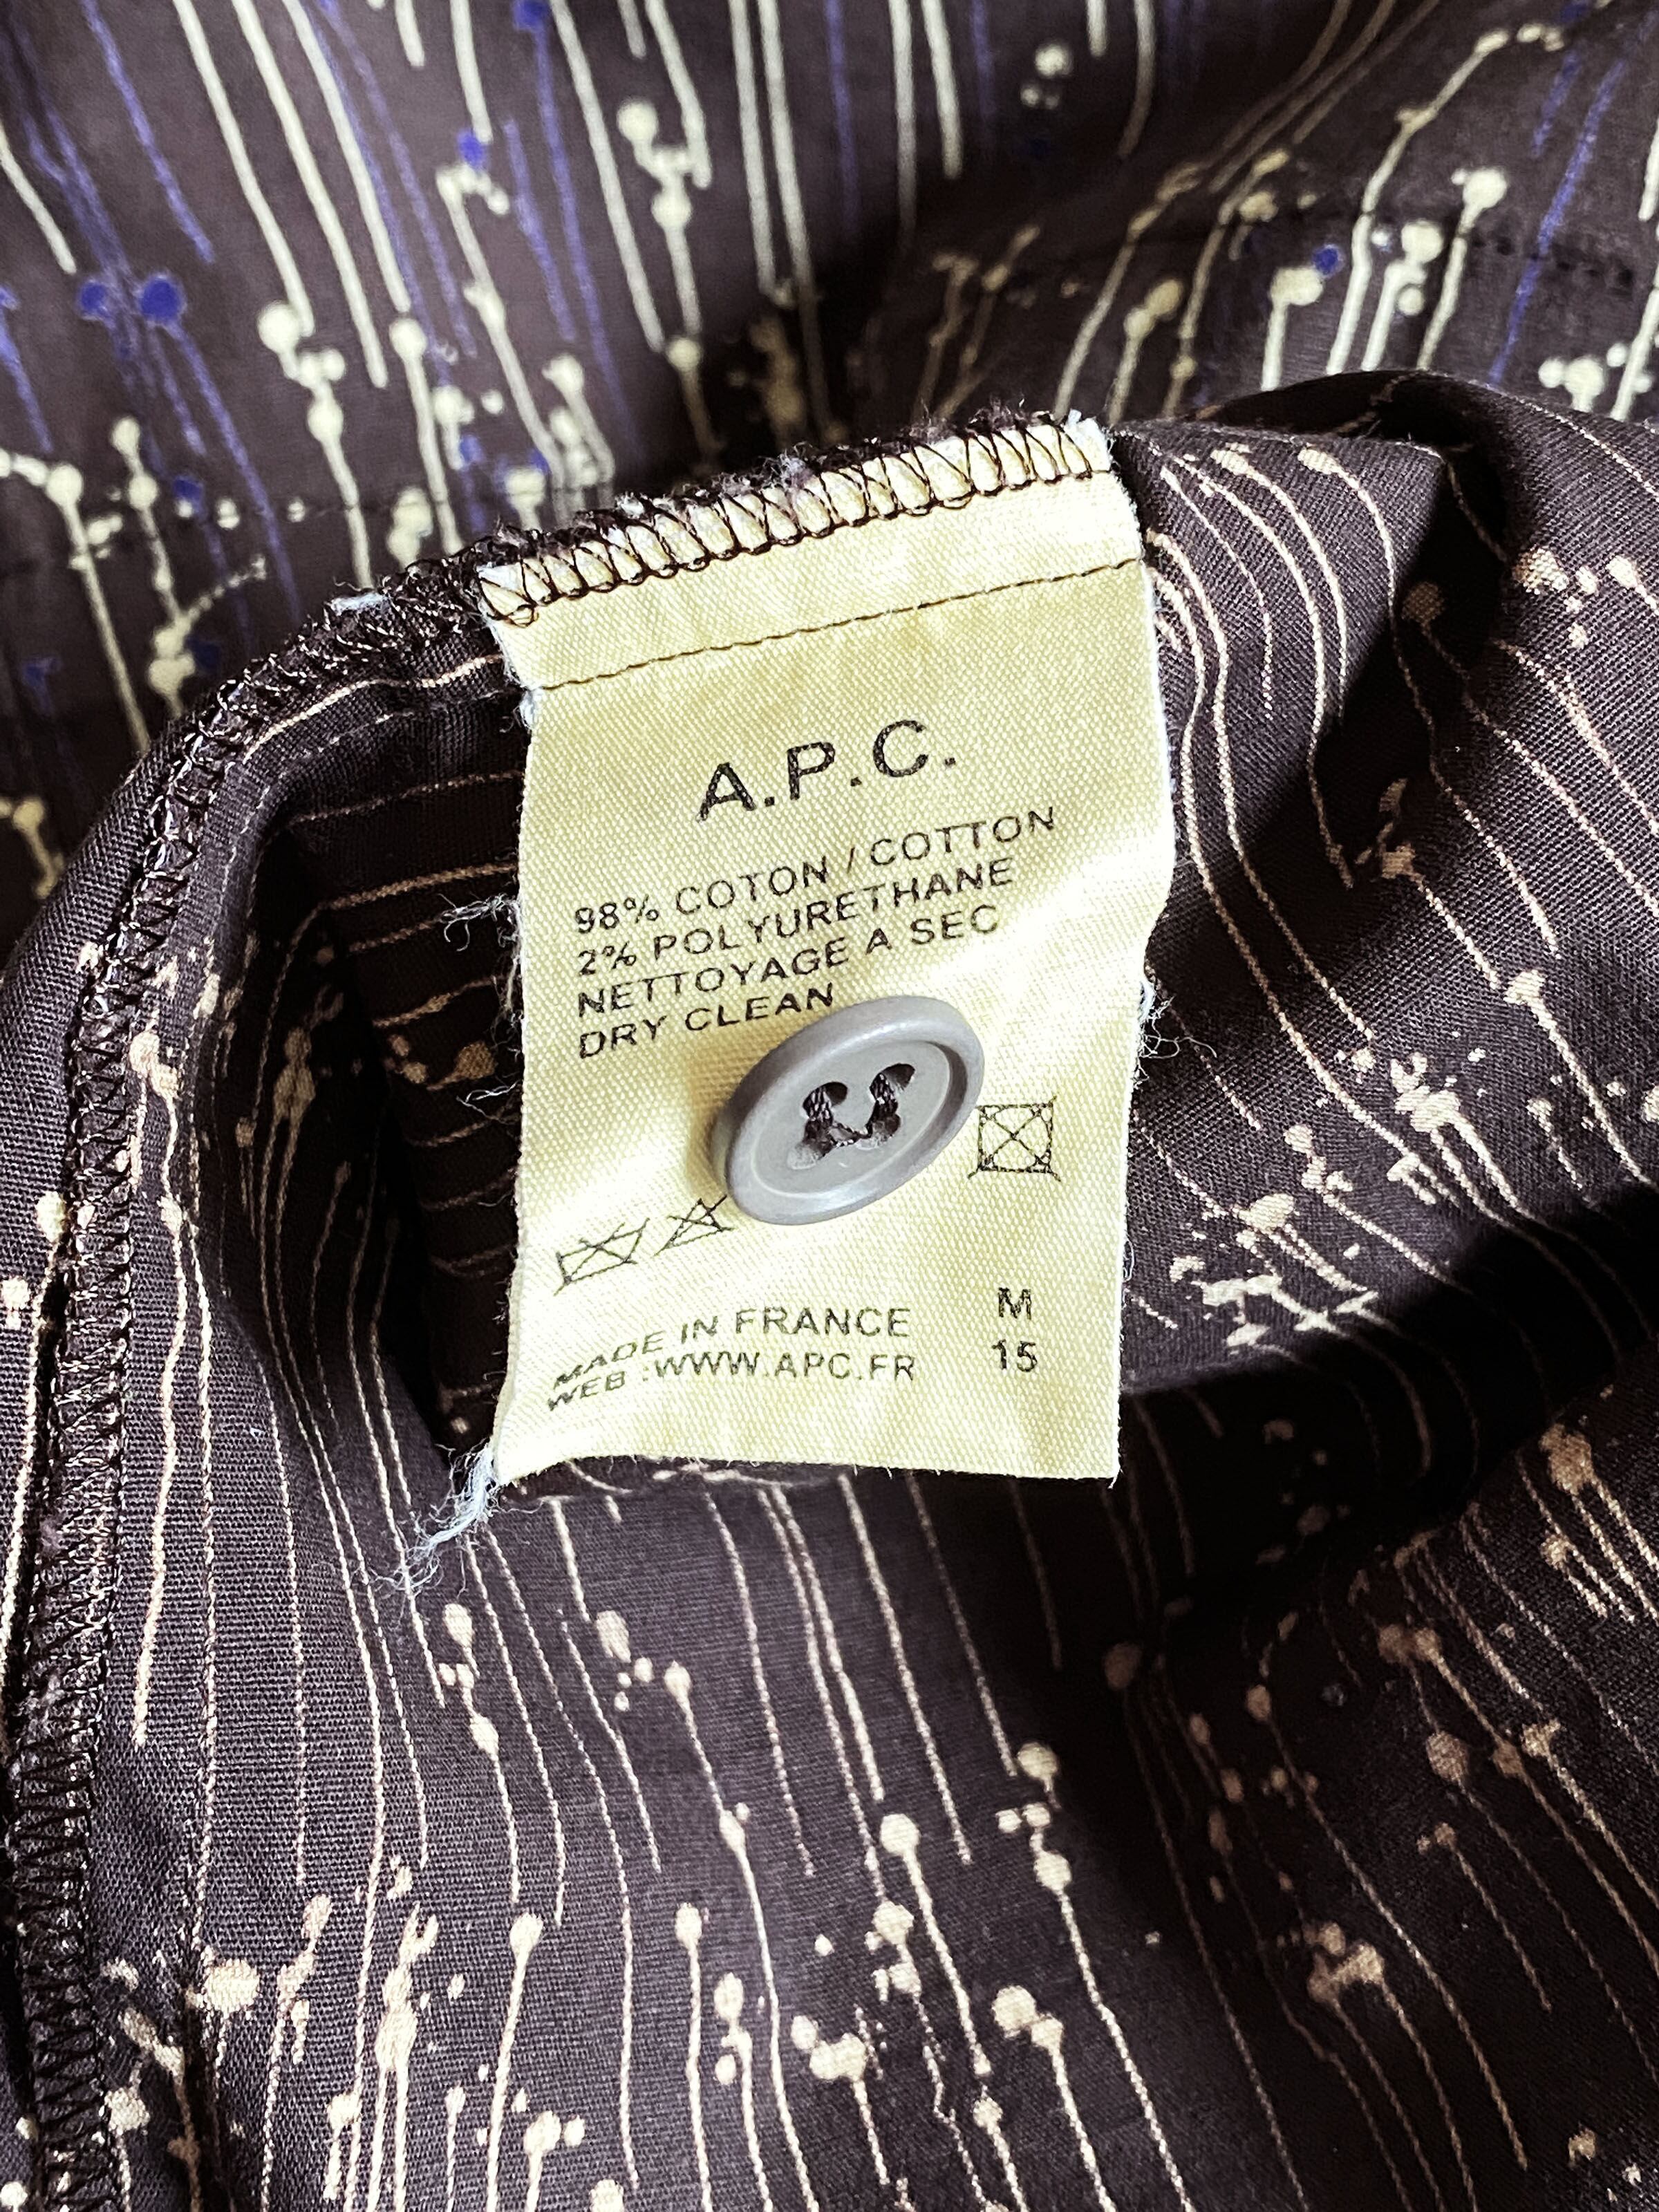 A.P.C.
98% COTON / COTTON
2% POLYURETHANE
NETTOYAGE A SEC
DRY CLEAN
MADE IN FRANCE M
WEB :WWW.APC.FR 15